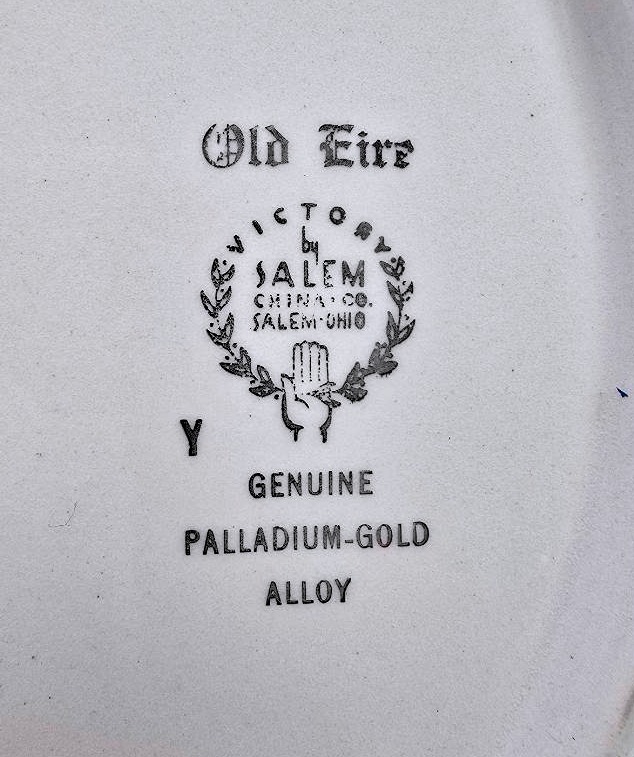 Old Eire
VICTORY
by
SALEM
CHINA · CO.
SALEM · OHIO
Y
GENUINE
PALLADIUM-GOLD
ALLOY